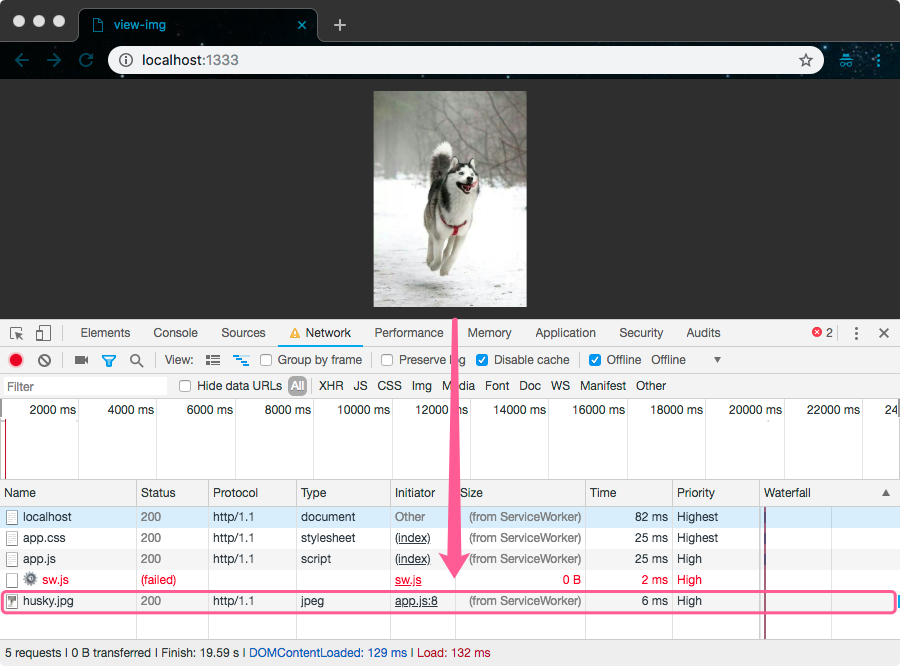 view-img
localhost:1333
Elements Console Sources Network Performance Memory Application Security Audits 2
View: Group by frame Preserve log Disable cache Offline Offline
Filter Hide data URLs All XHR JS CSS Img Media Font Doc WS Manifest Other
2000 ms 4000 ms 6000 ms 8000 ms 10000 ms 12000 ms 14000 ms 16000 ms 18000 ms 20000 ms 22000 ms 24
Name Status Protocol Type Initiator Size Time Priority Waterfall
localhost 200 http/1.1 document Other (from ServiceWorker) 82 ms Highest
app.css 200 http/1.1 stylesheet (index) (from ServiceWorker) 25 ms Highest
app.js 200 http/1.1 script (index) (from ServiceWorker) 25 ms High
sw.js (failed) sw.js 0 B 2 ms High
husky.jpg 200 http/1.1 jpeg app.js:8 (from ServiceWorker) 6 ms High
5 requests | 0 B transferred | Finish: 19.59 s | DOMContentLoaded: 129 ms | Load: 132 ms